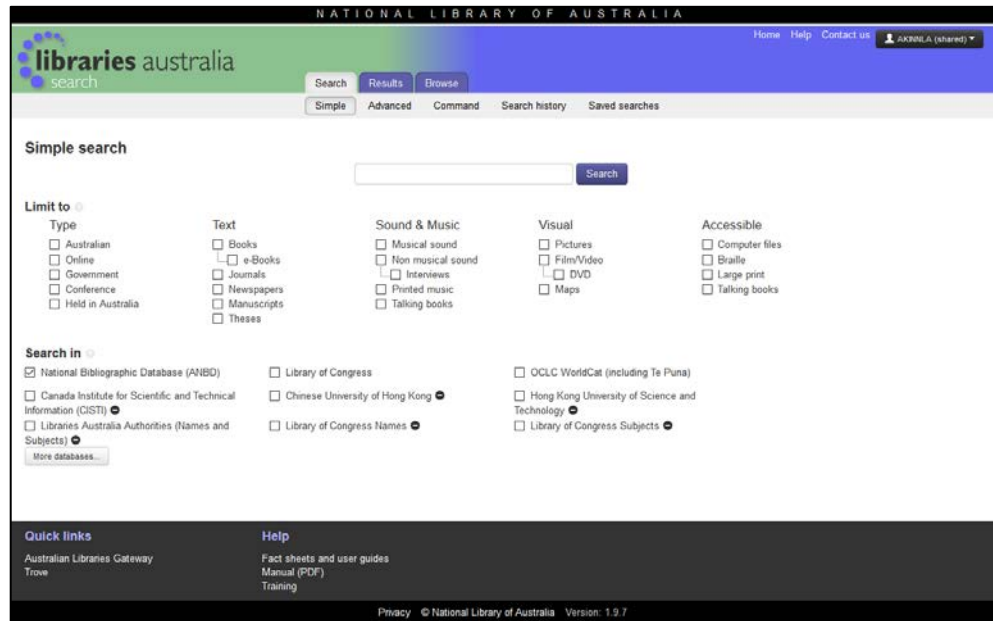 NATIONAL LIBRARY OF AUSTRALIA
Home Help Contact us AKINNLA (shared)
libraries australia
search
Search Results Browse
Simple Advanced Command Search history Saved searches
Simple search
Search
Limit to
Type Text Sound & Music Visual Accessible
Australian Books Musical sound Pictures Computer files
Online e-Books Non musical sound Film/Video Braille
Government Journals Interviews DVD Large print
Conference Newspapers Printed music Maps Talking books
Held in Australia Manuscripts Talking books
Theses
Search in
National Bibliographic Database (ANBD) Library of Congress OCLC WorldCat (including Te Puna)
Canada Institute for Scientific and Technical Chinese University of Hong Kong Hong Kong University of Science and
Information (CISTI) Technology
Libraries Australia Authorities (Names and Library of Congress Names Library of Congress Subjects
Subjects)
More databases...
Quick links Help
Australian Libraries Gateway Fact sheets and user guides
Trove Manual (PDF)
Training
Privacy © National Library of Australia Version: 1.9.7